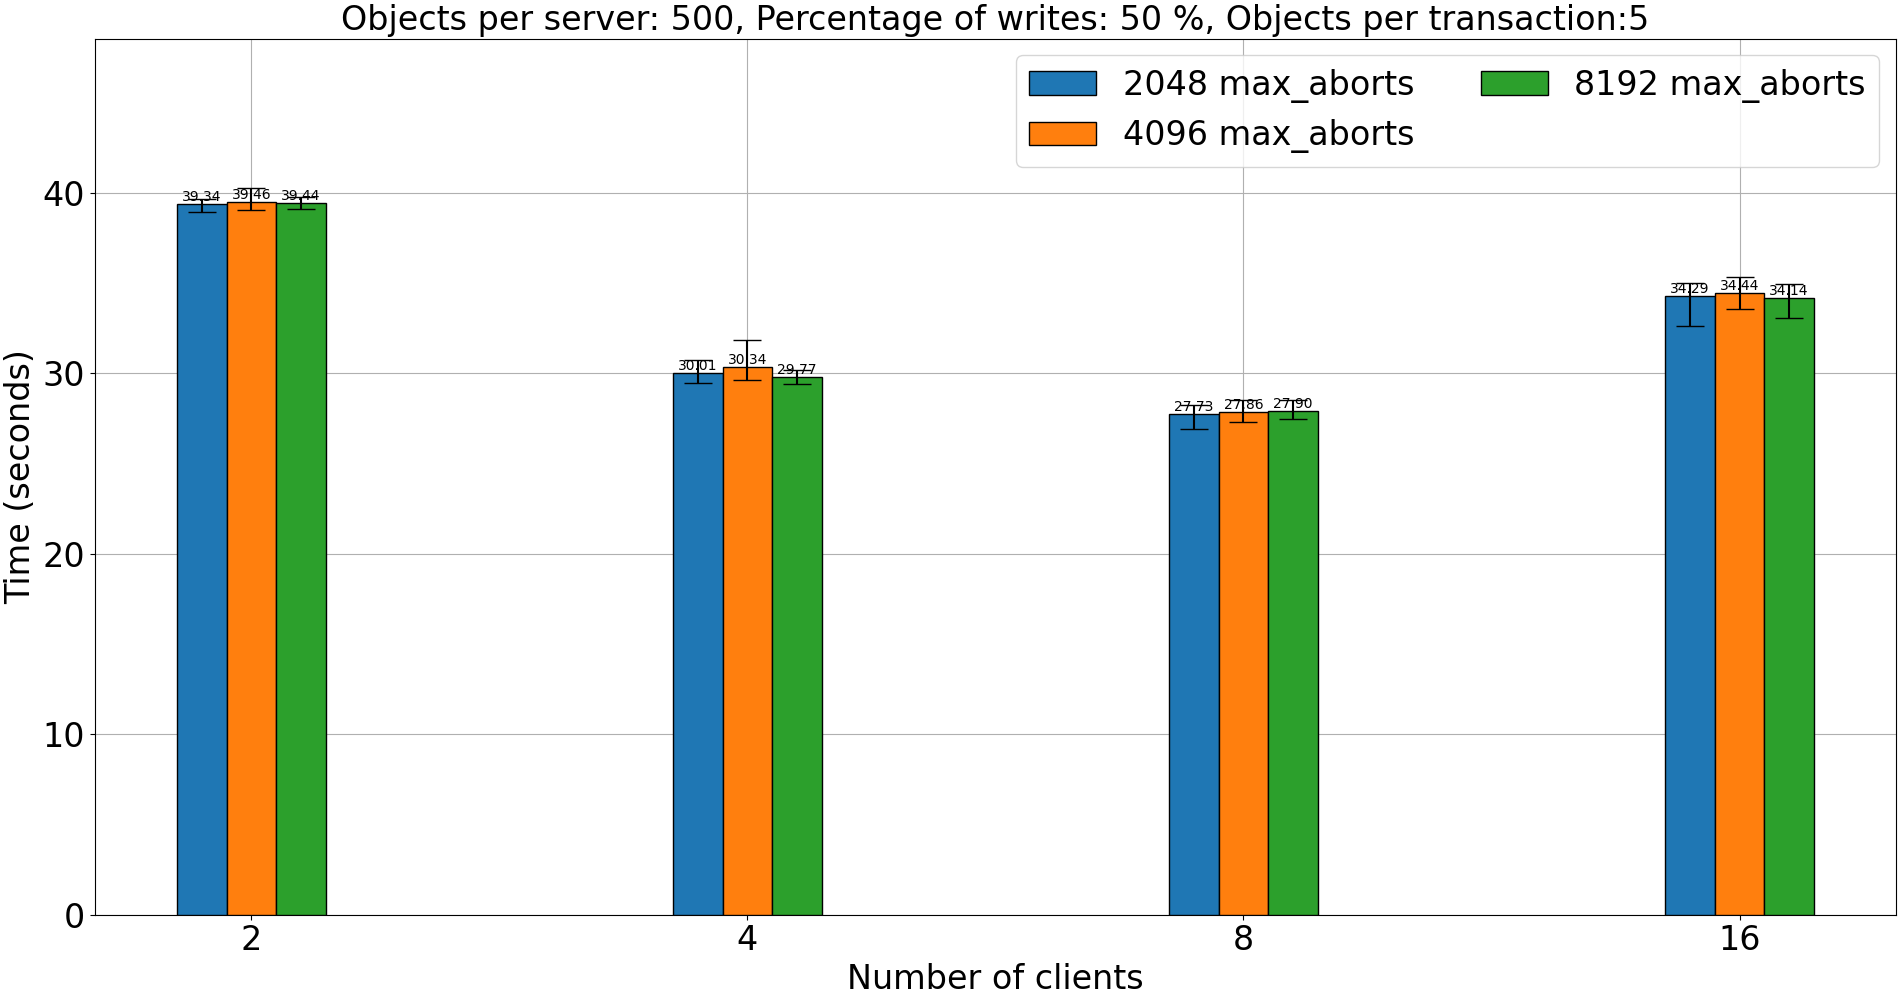 Objects per server: 500, Percentage of writes: 50 %, Objects per transaction:5
2048 max_aborts
4096 max_aborts
8192 max_aborts
Time (seconds)
40
30
20
10
0
39.34 39.46 39.44
30.01 30.34 29.77
27.73 27.86 27.90
34.29 34.44 34.14
2 4 8 16
Number of clients